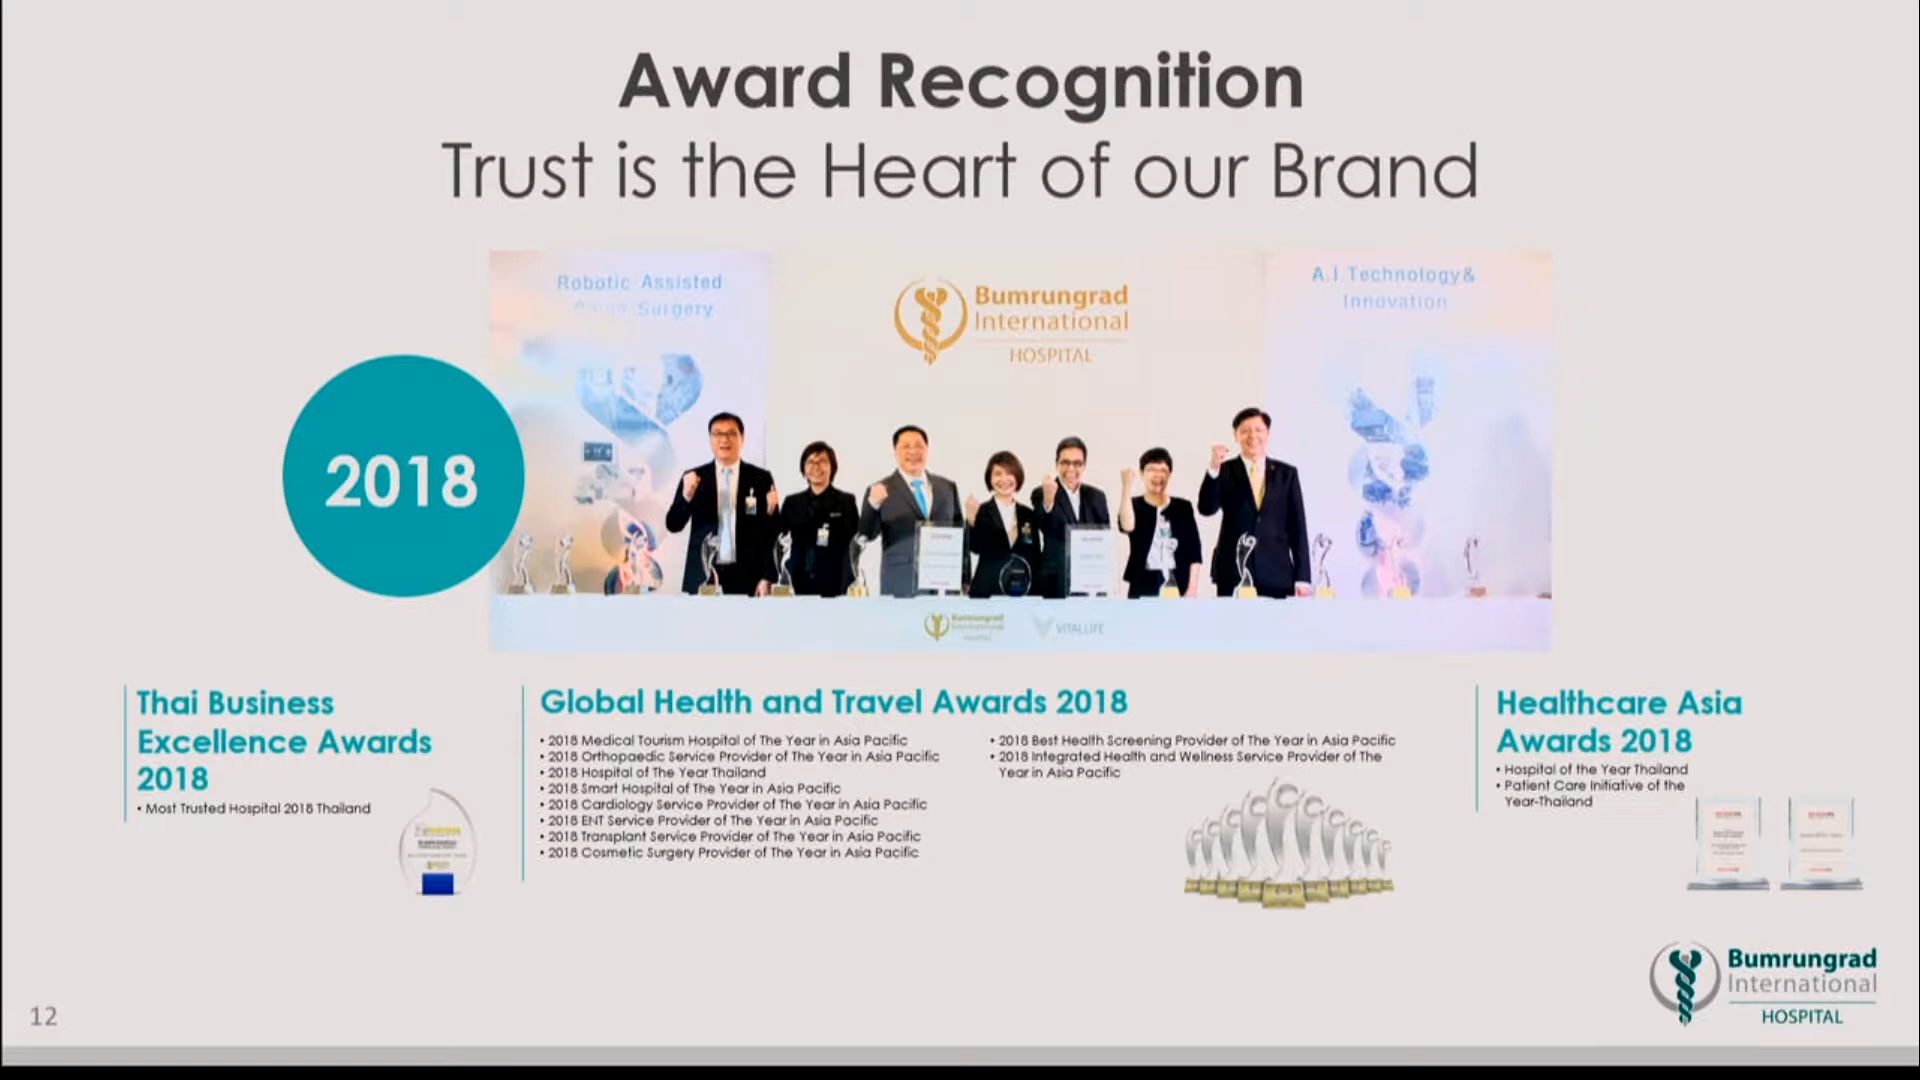 Award Recognition
Trust is the Heart of our Brand
Robotic Assisted
Surgery
Bumrungrad
International
HOSPITAL
A.I.Technology&
Innovation
2018
Bumrungrad
International
HOSPITAL
VITALLIFE
Thai Business
Excellence Awards
2018
• Most Trusted Hospital 2018 Thailand
Global Health and Travel Awards 2018
• 2018 Medical Tourism Hospital of The Year in Asia Pacific
• 2018 Orthopaedic Service Provider of The Year in Asia Pacific
• 2018 Hospital of The Year Thailand
• 2018 Smart Hospital of The Year in Asia Pacific
• 2018 Cardiology Service Provider of The Year in Asia Pacific
• 2018 ENT Service Provider of The Year in Asia Pacific
• 2018 Transplant Service Provider of The Year in Asia Pacific
• 2018 Cosmetic Surgery Provider of The Year in Asia Pacific
• 2018 Best Health Screening Provider of The Year in Asia Pacific
• 2018 Integrated Health and Wellness Service Provider of The
Year in Asia Pacific
Healthcare Asia
Awards 2018
• Hospital of the Year Thailand
• Patient Care Initiative of the
Year-Thailand
Bumrungrad
International
HOSPITAL
12